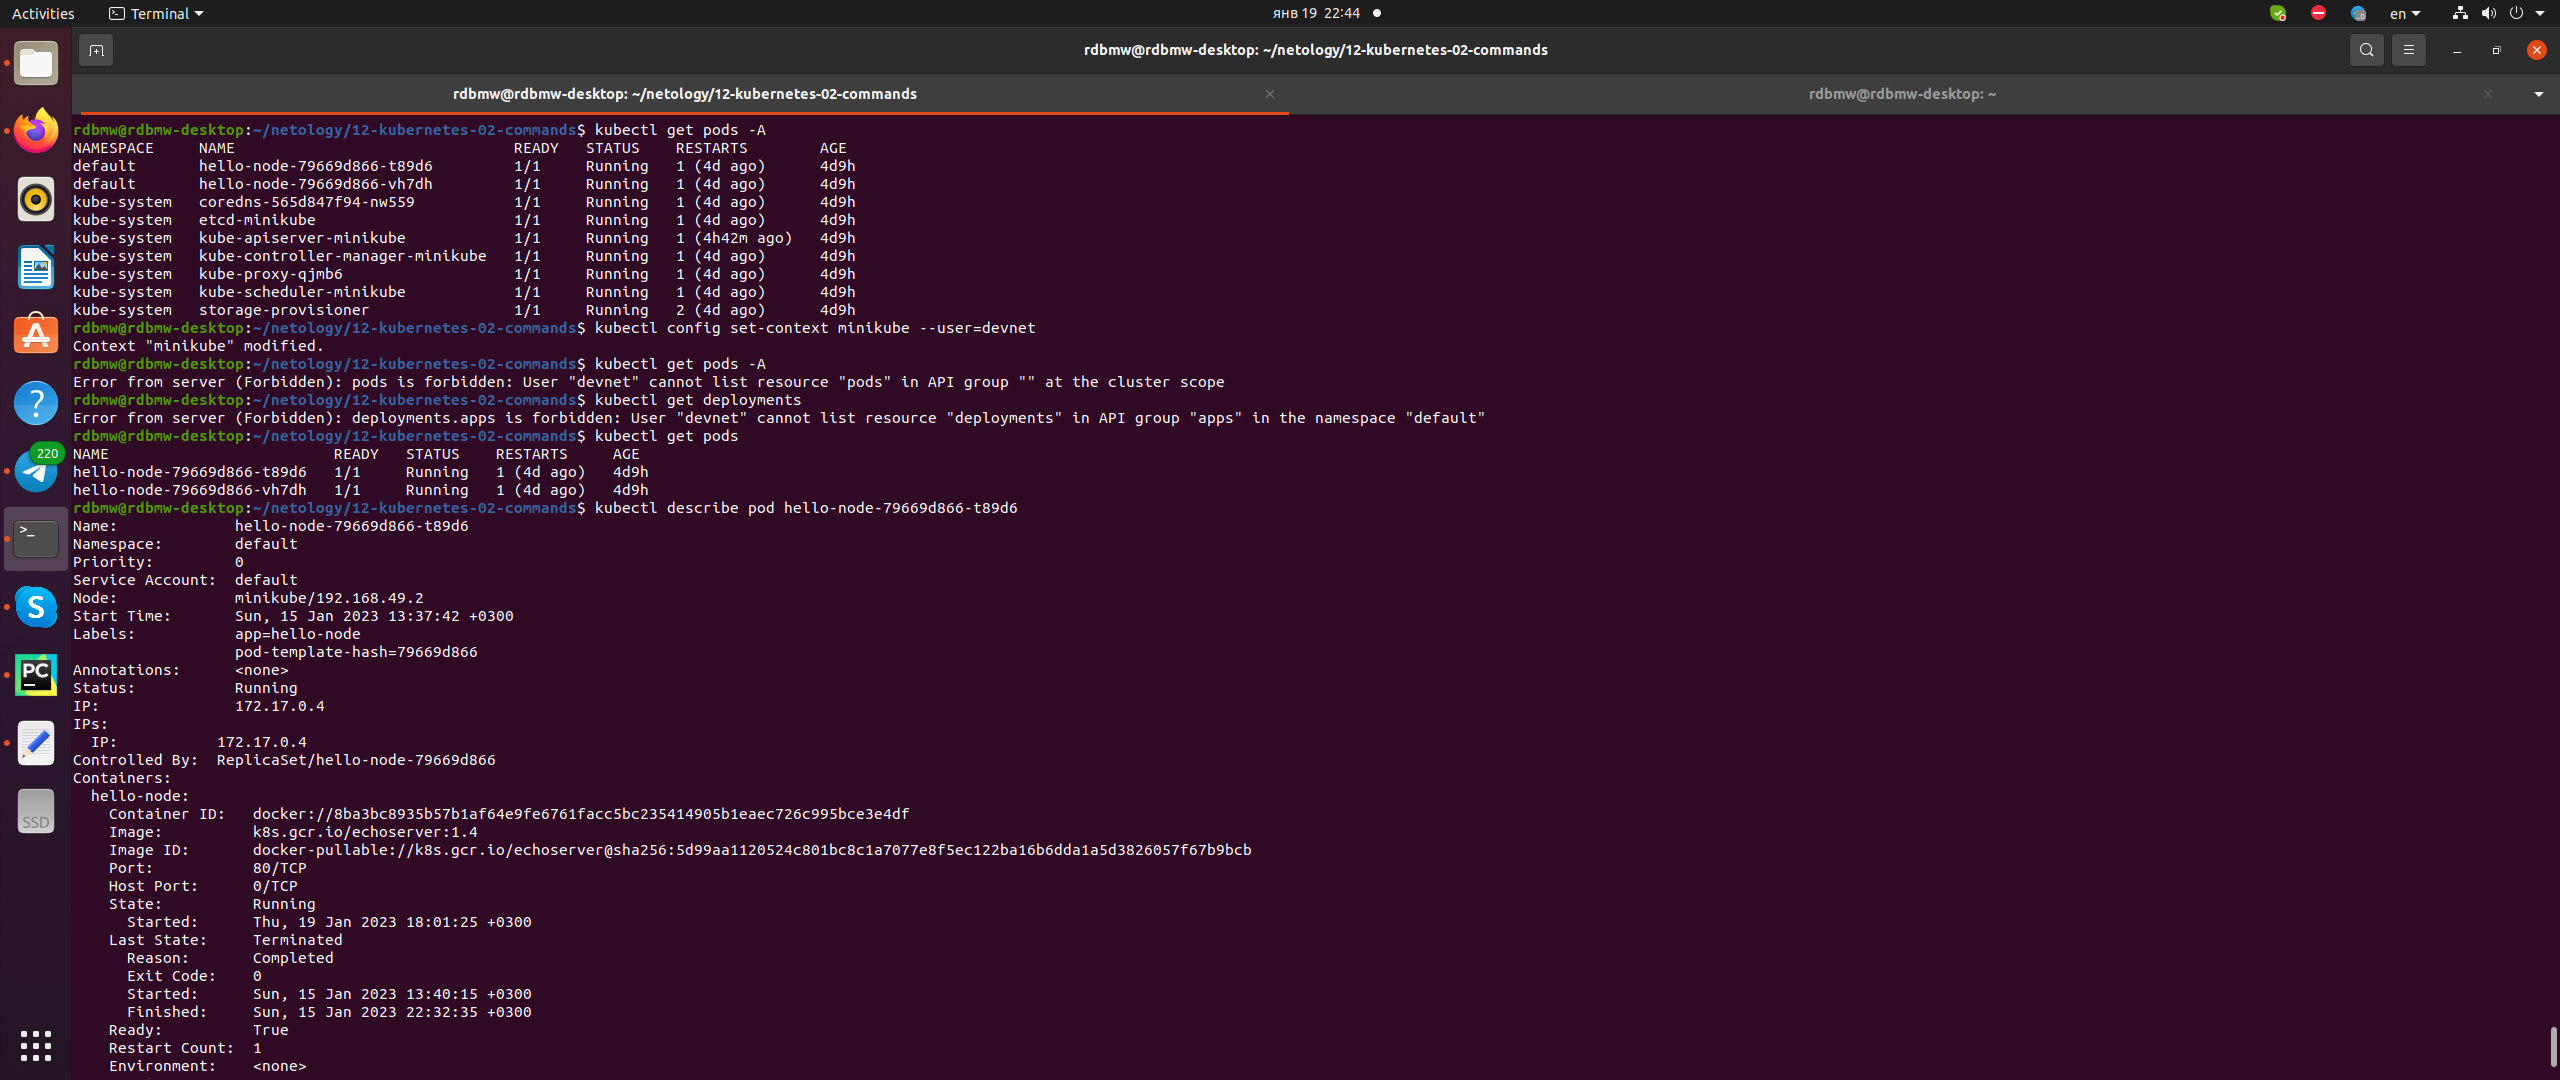 Activities
Terminal
янв 19 22:44
en
rdbmw@rdbmw-desktop: ~/netology/12-kubernetes-02-commands
rdbmw@rdbmw-desktop: ~/netology/12-kubernetes-02-commands
rdbmw@rdbmw-desktop: ~
rdbmw@rdbmw-desktop:~/netology/12-kubernetes-02-commands$ kubectl get pods -A
NAMESPACE NAME READY STATUS RESTARTS AGE
default hello-node-79669d866-t89d6 1/1 Running 1 (4d ago) 4d9h
default hello-node-79669d866-vh7dh 1/1 Running 1 (4d ago) 4d9h
kube-system coredns-565d847f94-nw559 1/1 Running 1 (4d ago) 4d9h
kube-system etcd-minikube 1/1 Running 1 (4d ago) 4d9h
kube-system kube-apiserver-minikube 1/1 Running 1 (4h42m ago) 4d9h
kube-system kube-controller-manager-minikube 1/1 Running 1 (4d ago) 4d9h
kube-system kube-proxy-qjmb6 1/1 Running 1 (4d ago) 4d9h
kube-system kube-scheduler-minikube 1/1 Running 1 (4d ago) 4d9h
kube-system storage-provisioner 1/1 Running 2 (4d ago) 4d9h
rdbmw@rdbmw-desktop:~/netology/12-kubernetes-02-commands$ kubectl config set-context minikube --user=devnet
Context "minikube" modified.
rdbmw@rdbmw-desktop:~/netology/12-kubernetes-02-commands$ kubectl get pods -A
Error from server (Forbidden): pods is forbidden: User "devnet" cannot list resource "pods" in API group "" at the cluster scope
rdbmw@rdbmw-desktop:~/netology/12-kubernetes-02-commands$ kubectl get deployments
Error from server (Forbidden): deployments.apps is forbidden: User "devnet" cannot list resource "deployments" in API group "apps" in the namespace "default"
rdbmw@rdbmw-desktop:~/netology/12-kubernetes-02-commands$ kubectl get pods
NAME READY STATUS RESTARTS AGE
hello-node-79669d866-t89d6 1/1 Running 1 (4d ago) 4d9h
hello-node-79669d866-vh7dh 1/1 Running 1 (4d ago) 4d9h
rdbmw@rdbmw-desktop:~/netology/12-kubernetes-02-commands$ kubectl describe pod hello-node-79669d866-t89d6
Name: hello-node-79669d866-t89d6
Namespace: default
Priority: 0
Service Account: default
Node: minikube/192.168.49.2
Start Time: Sun, 15 Jan 2023 13:37:42 +0300
Labels: app=hello-node
pod-template-hash=79669d866
Annotations: <none>
Status: Running
IP: 172.17.0.4
IPs:
IP: 172.17.0.4
Controlled By: ReplicaSet/hello-node-79669d866
Containers:
hello-node:
Container ID: docker://8ba3bc8935b57b1af64e9fe6761facc5bc235414905b1eaec726c995bce3e4df
Image: k8s.gcr.io/echoserver:1.4
Image ID: docker-pullable://k8s.gcr.io/echoserver@sha256:5d99aa1120524c801bc8c1a7077e8f5ec122ba16b6dda1a5d3826057f67b9bcb
Port: 80/TCP
Host Port: 0/TCP
State: Running
Started: Thu, 19 Jan 2023 18:01:25 +0300
Last State: Terminated
Reason: Completed
Exit Code: 0
Started: Sun, 15 Jan 2023 13:40:15 +0300
Finished: Sun, 15 Jan 2023 22:32:35 +0300
Ready: True
Restart Count: 1
Environment: <none>
220
>_
S
PC
SSD